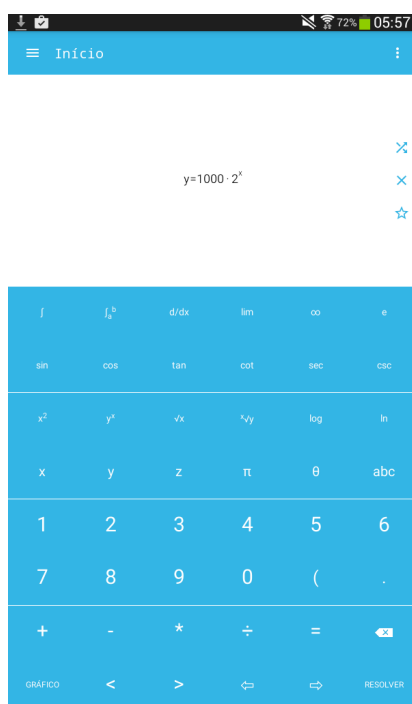 72% 05:57
Início
y=1000·2ˣ
∫ ∫ₐᵇ d/dx lim ∞ e
sin cos tan cot sec csc
x² yˣ √x ˣ√y log ln
x y z π θ abc
1 2 3 4 5 6
7 8 9 0 ( .
+ - * ÷ =
GRÁFICO < > ⇦ ⇨ RESOLVER